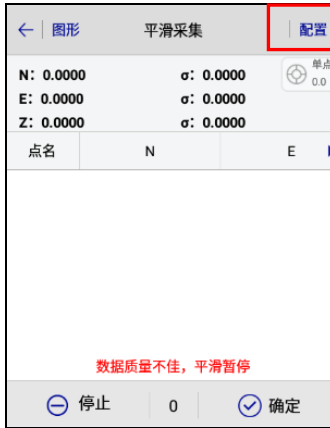 ← | 图形 平滑采集 | 配置
N: 0.0000 σ: 0.0000 单点
E: 0.0000 σ: 0.0000 0.0
Z: 0.0000 σ: 0.0000
点名 N E
数据质量不佳，平滑暂停
停止 0 确定